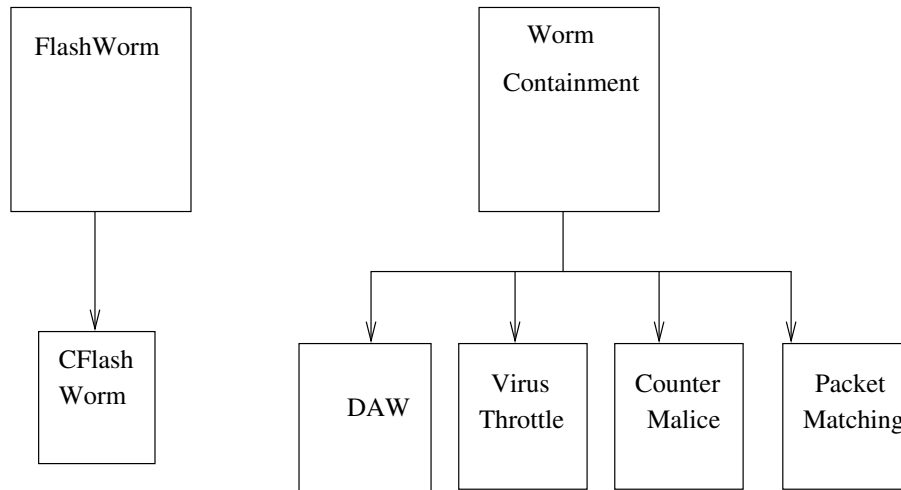 FlashWorm
Worm
Containment
CFlash
Worm
DAW
Virus
Throttle
Counter
Malice
Packet
Matching